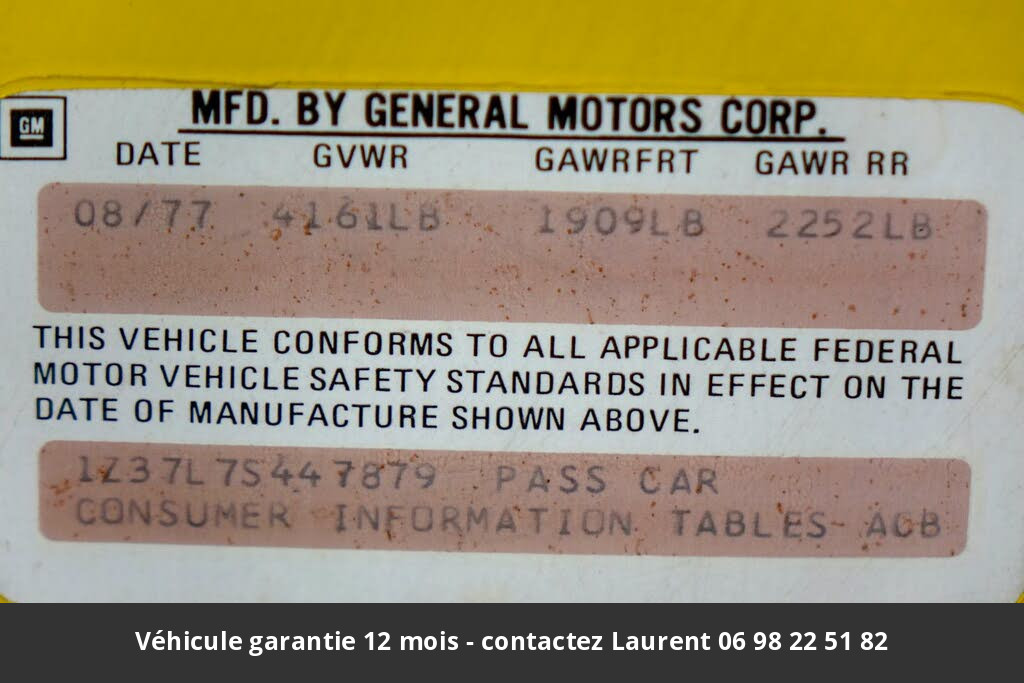 MFD. BY GENERAL MOTORS CORP.
GM
DATE GVWR GAWRFRT GAWR RR
08/77 4161LB 1909LB 2252LB
THIS VEHICLE CONFORMS TO ALL APPLICABLE FEDERAL
MOTOR VEHICLE SAFETY STANDARDS IN EFFECT ON THE
DATE OF MANUFACTURE SHOWN ABOVE.
1Z37L7S447879 PASS CAR
CONSUMER INFORMATION TABLES- ACB
Véhicule garantie 12 mois - contactez Laurent 06 98 22 51 82